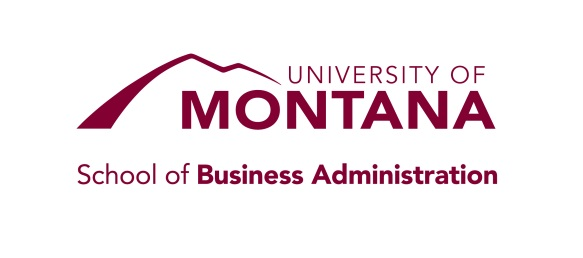 UNIVERSITY OF
MONTANA
School of Business Administration